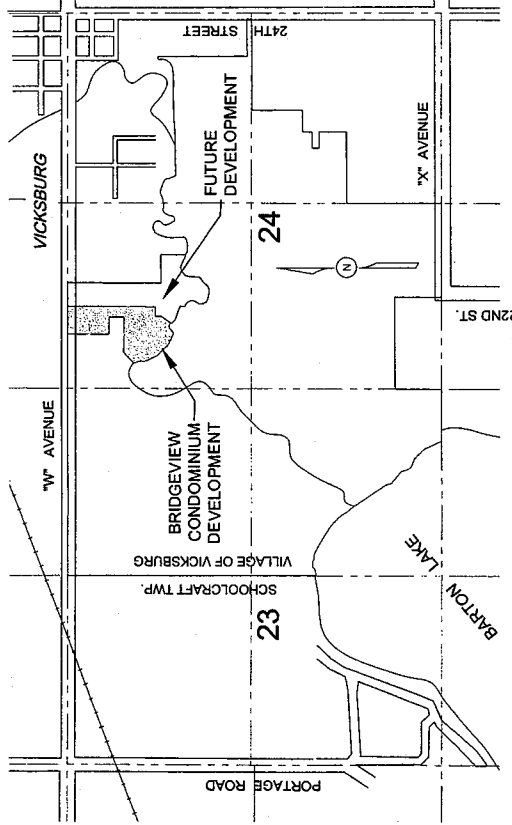 STREET
24TH
VICKSBURG
FUTURE
DEVELOPMENT
"X" AVENUE
24
N
22ND ST.
"W" AVENUE
BRIDGEVIEW
CONDOMINIUM
DEVELOPMENT
VILLAGE OF VICKSBURG
SCHOOLCRAFT TWP.
23
BARTON
LAKE
PORTAGE ROAD